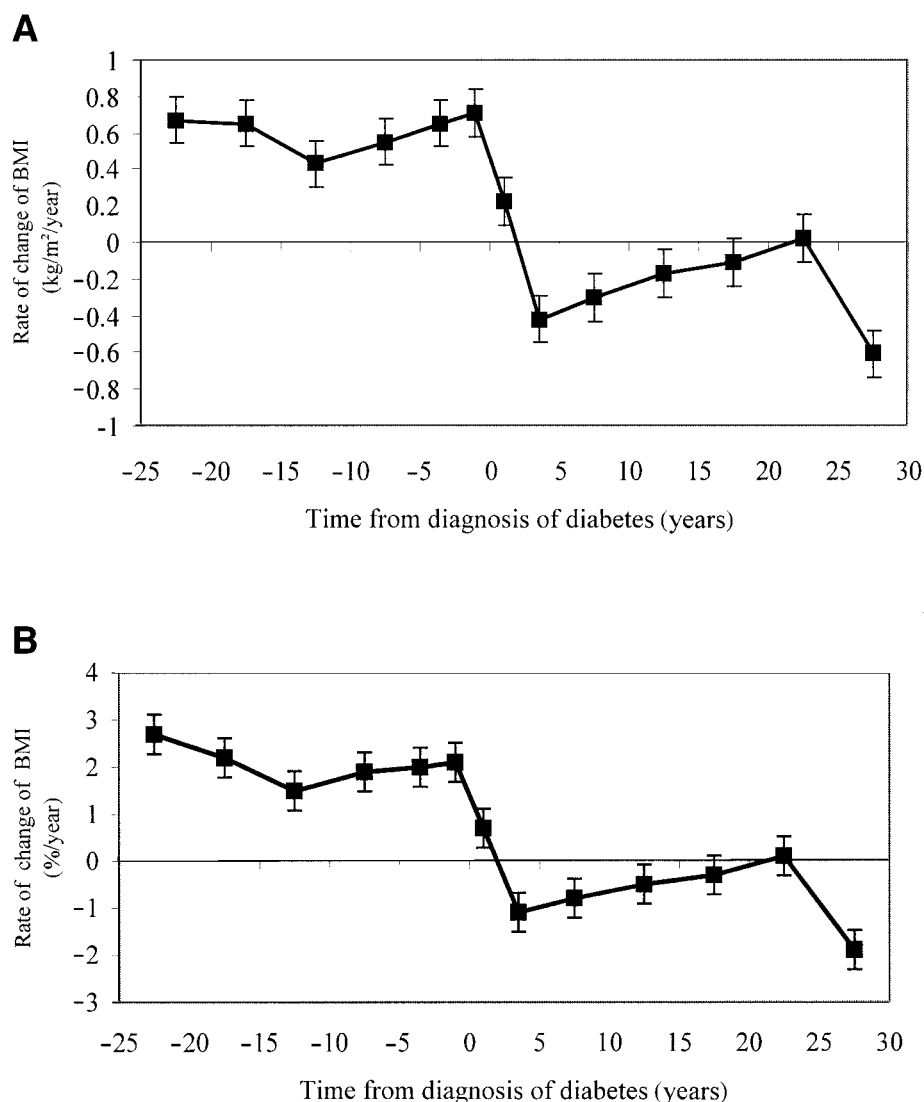 A
Rate of change of BMI
(kg/m²/year)
1
0.8
0.6
0.4
0.2
0
-0.2
-0.4
-0.6
-0.8
-1
-25 -20 -15 -10 -5 0 5 10 15 20 25 30
Time from diagnosis of diabetes (years)
B
Rate of change of BMI
(%/year)
4
3
2
1
0
-1
-2
-3
-25 -20 -15 -10 -5 0 5 10 15 20 25 30
Time from diagnosis of diabetes (years)